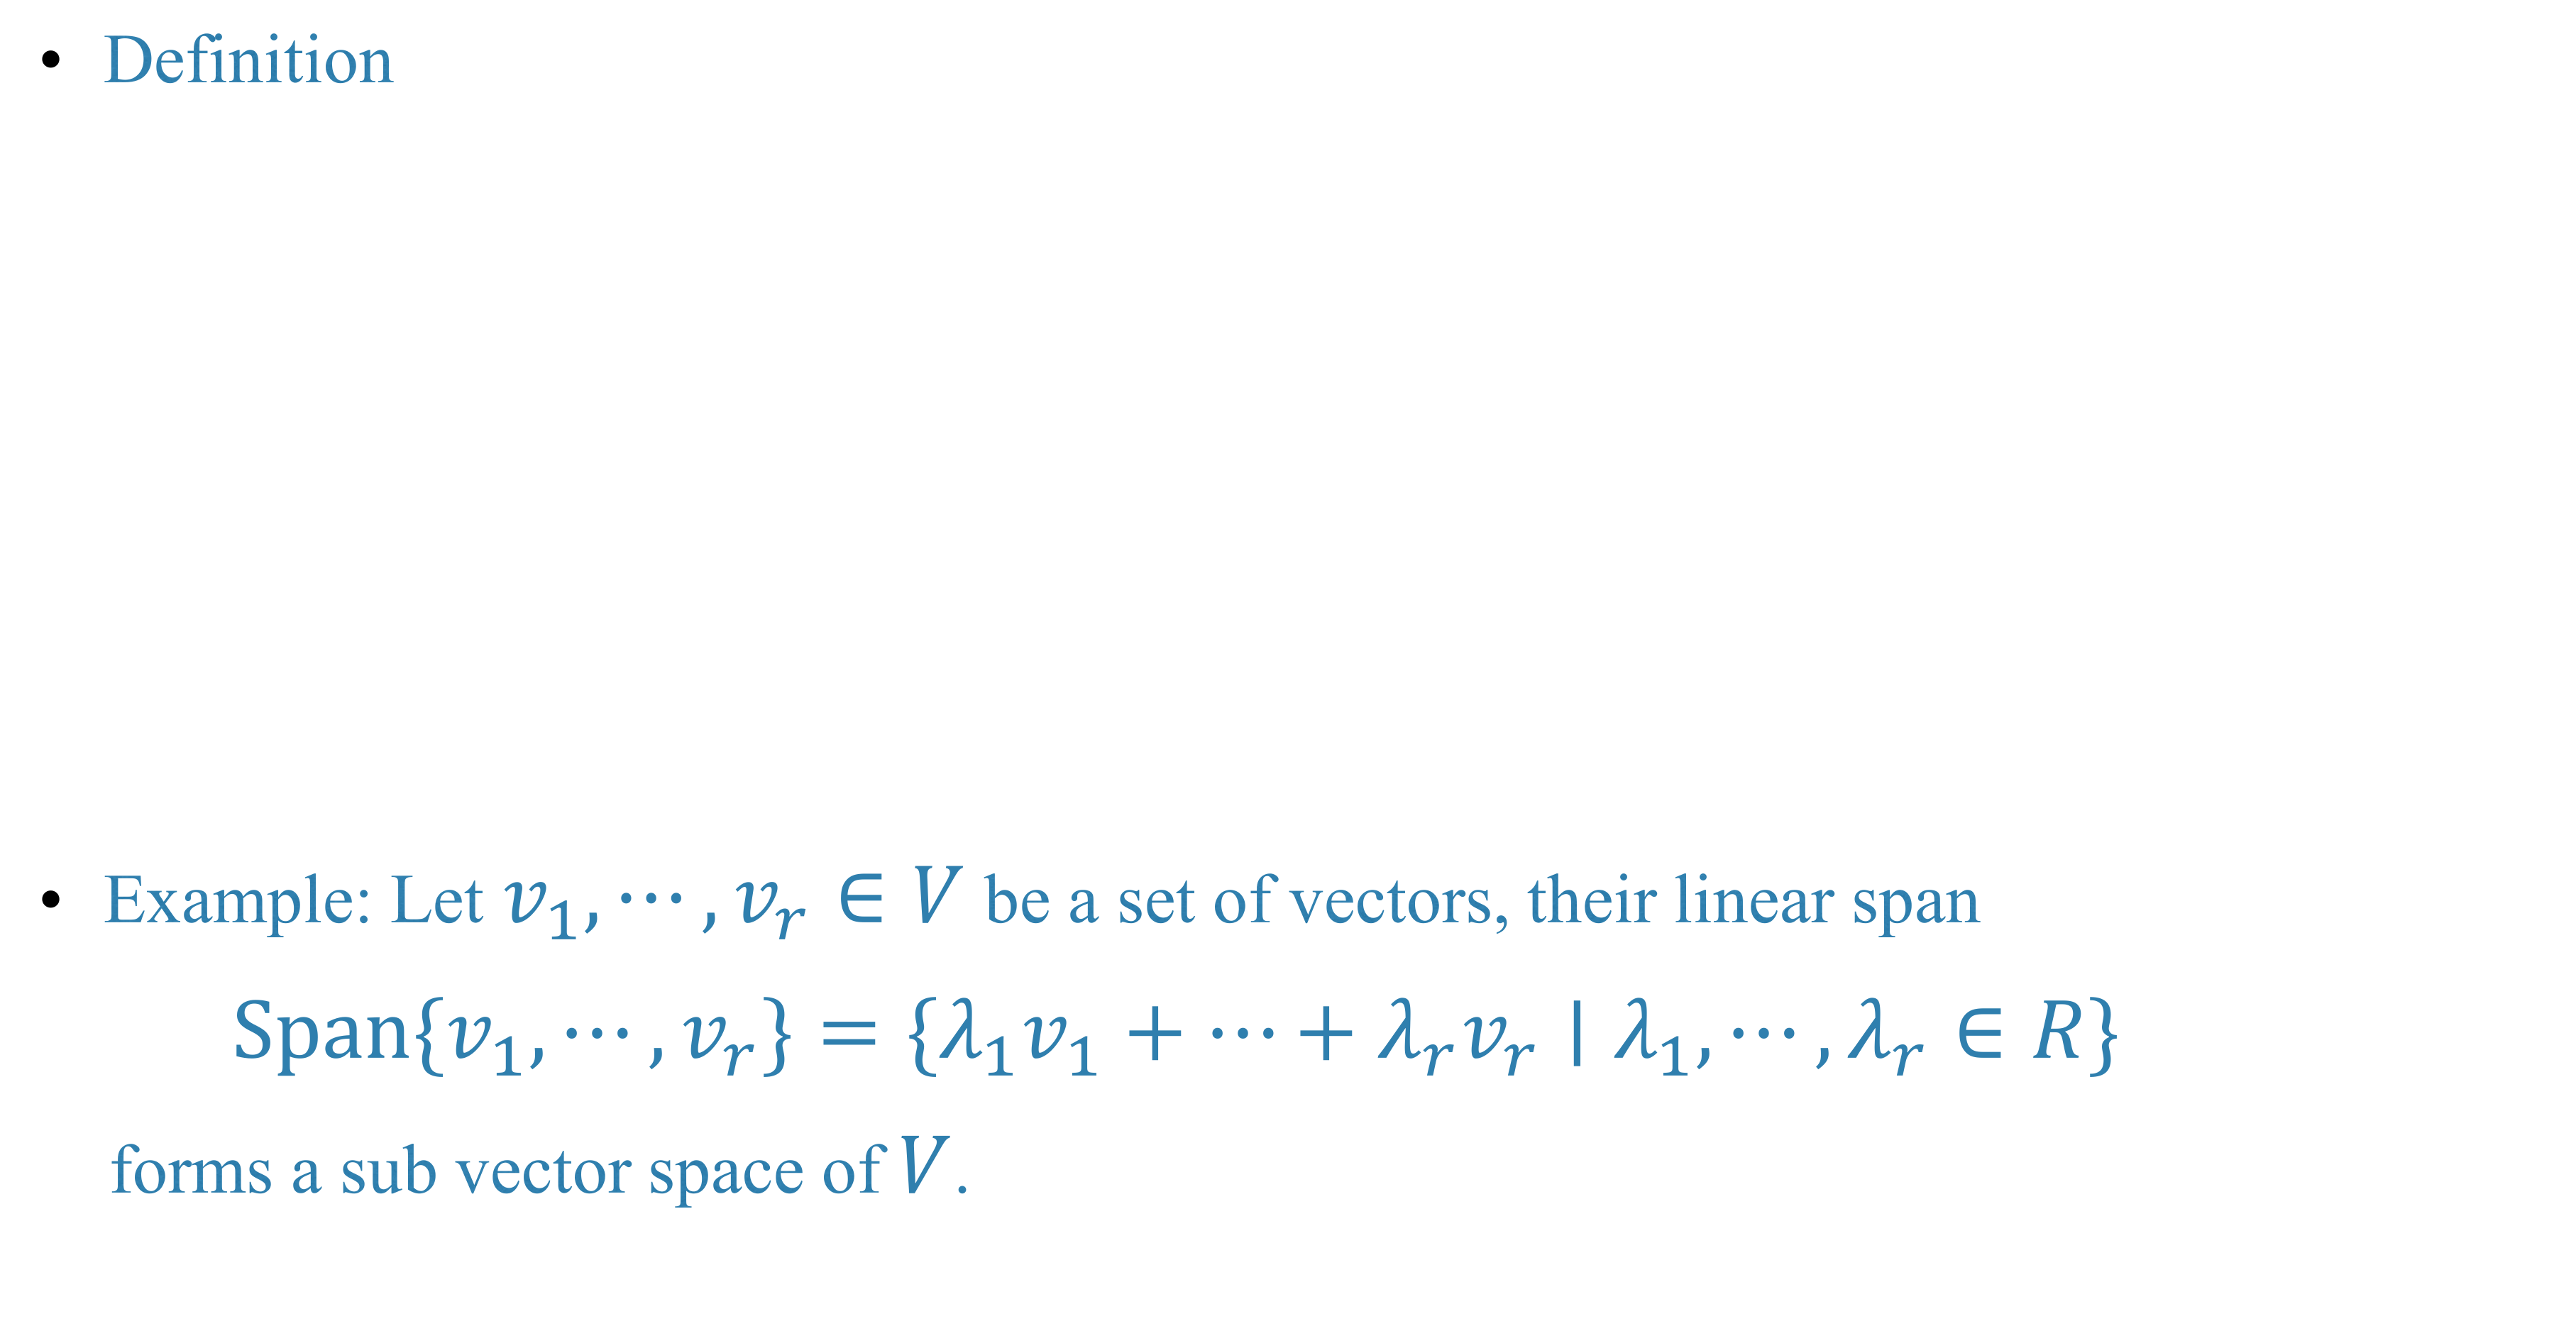 • Definition
• Example: Let 𝑣₁, ⋯ , 𝑣ᵣ ∈ 𝑉 be a set of vectors, their linear span
Span{𝑣₁, ⋯ , 𝑣ᵣ} = {𝜆₁𝑣₁ + ⋯ + 𝜆ᵣ𝑣ᵣ ∣ 𝜆₁, ⋯ , 𝜆ᵣ ∈ 𝑅}
forms a sub vector space of 𝑉.